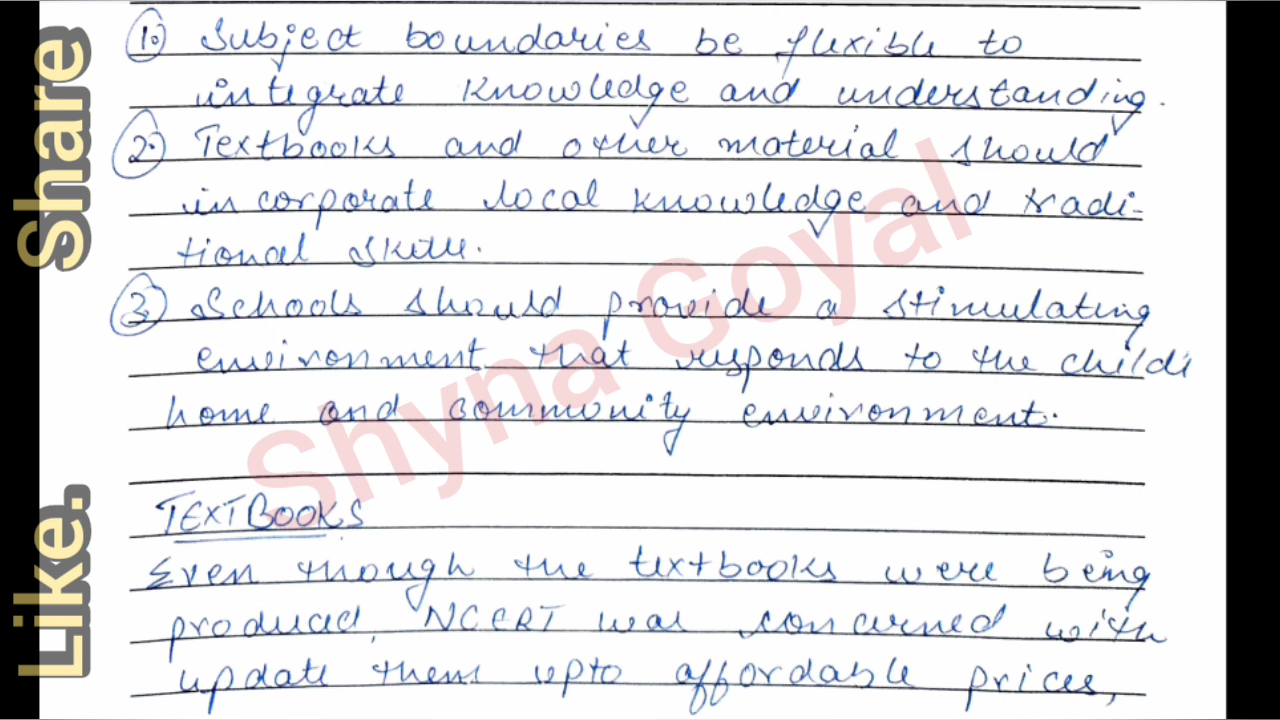 1. Subject boundaries be flexible to
integrate knowledge and understanding.
2. Textbooks and other material should
incorporate local knowledge and tradi-
tional skills.
3. Schools should provide a stimulating
environment that responds to the child's
home and community environment.
TEXTBOOKS
Even though the textbooks were being
produced, NCERT was concerned with
update them upto affordable prices,
Shyna Goyal
Share
Like.